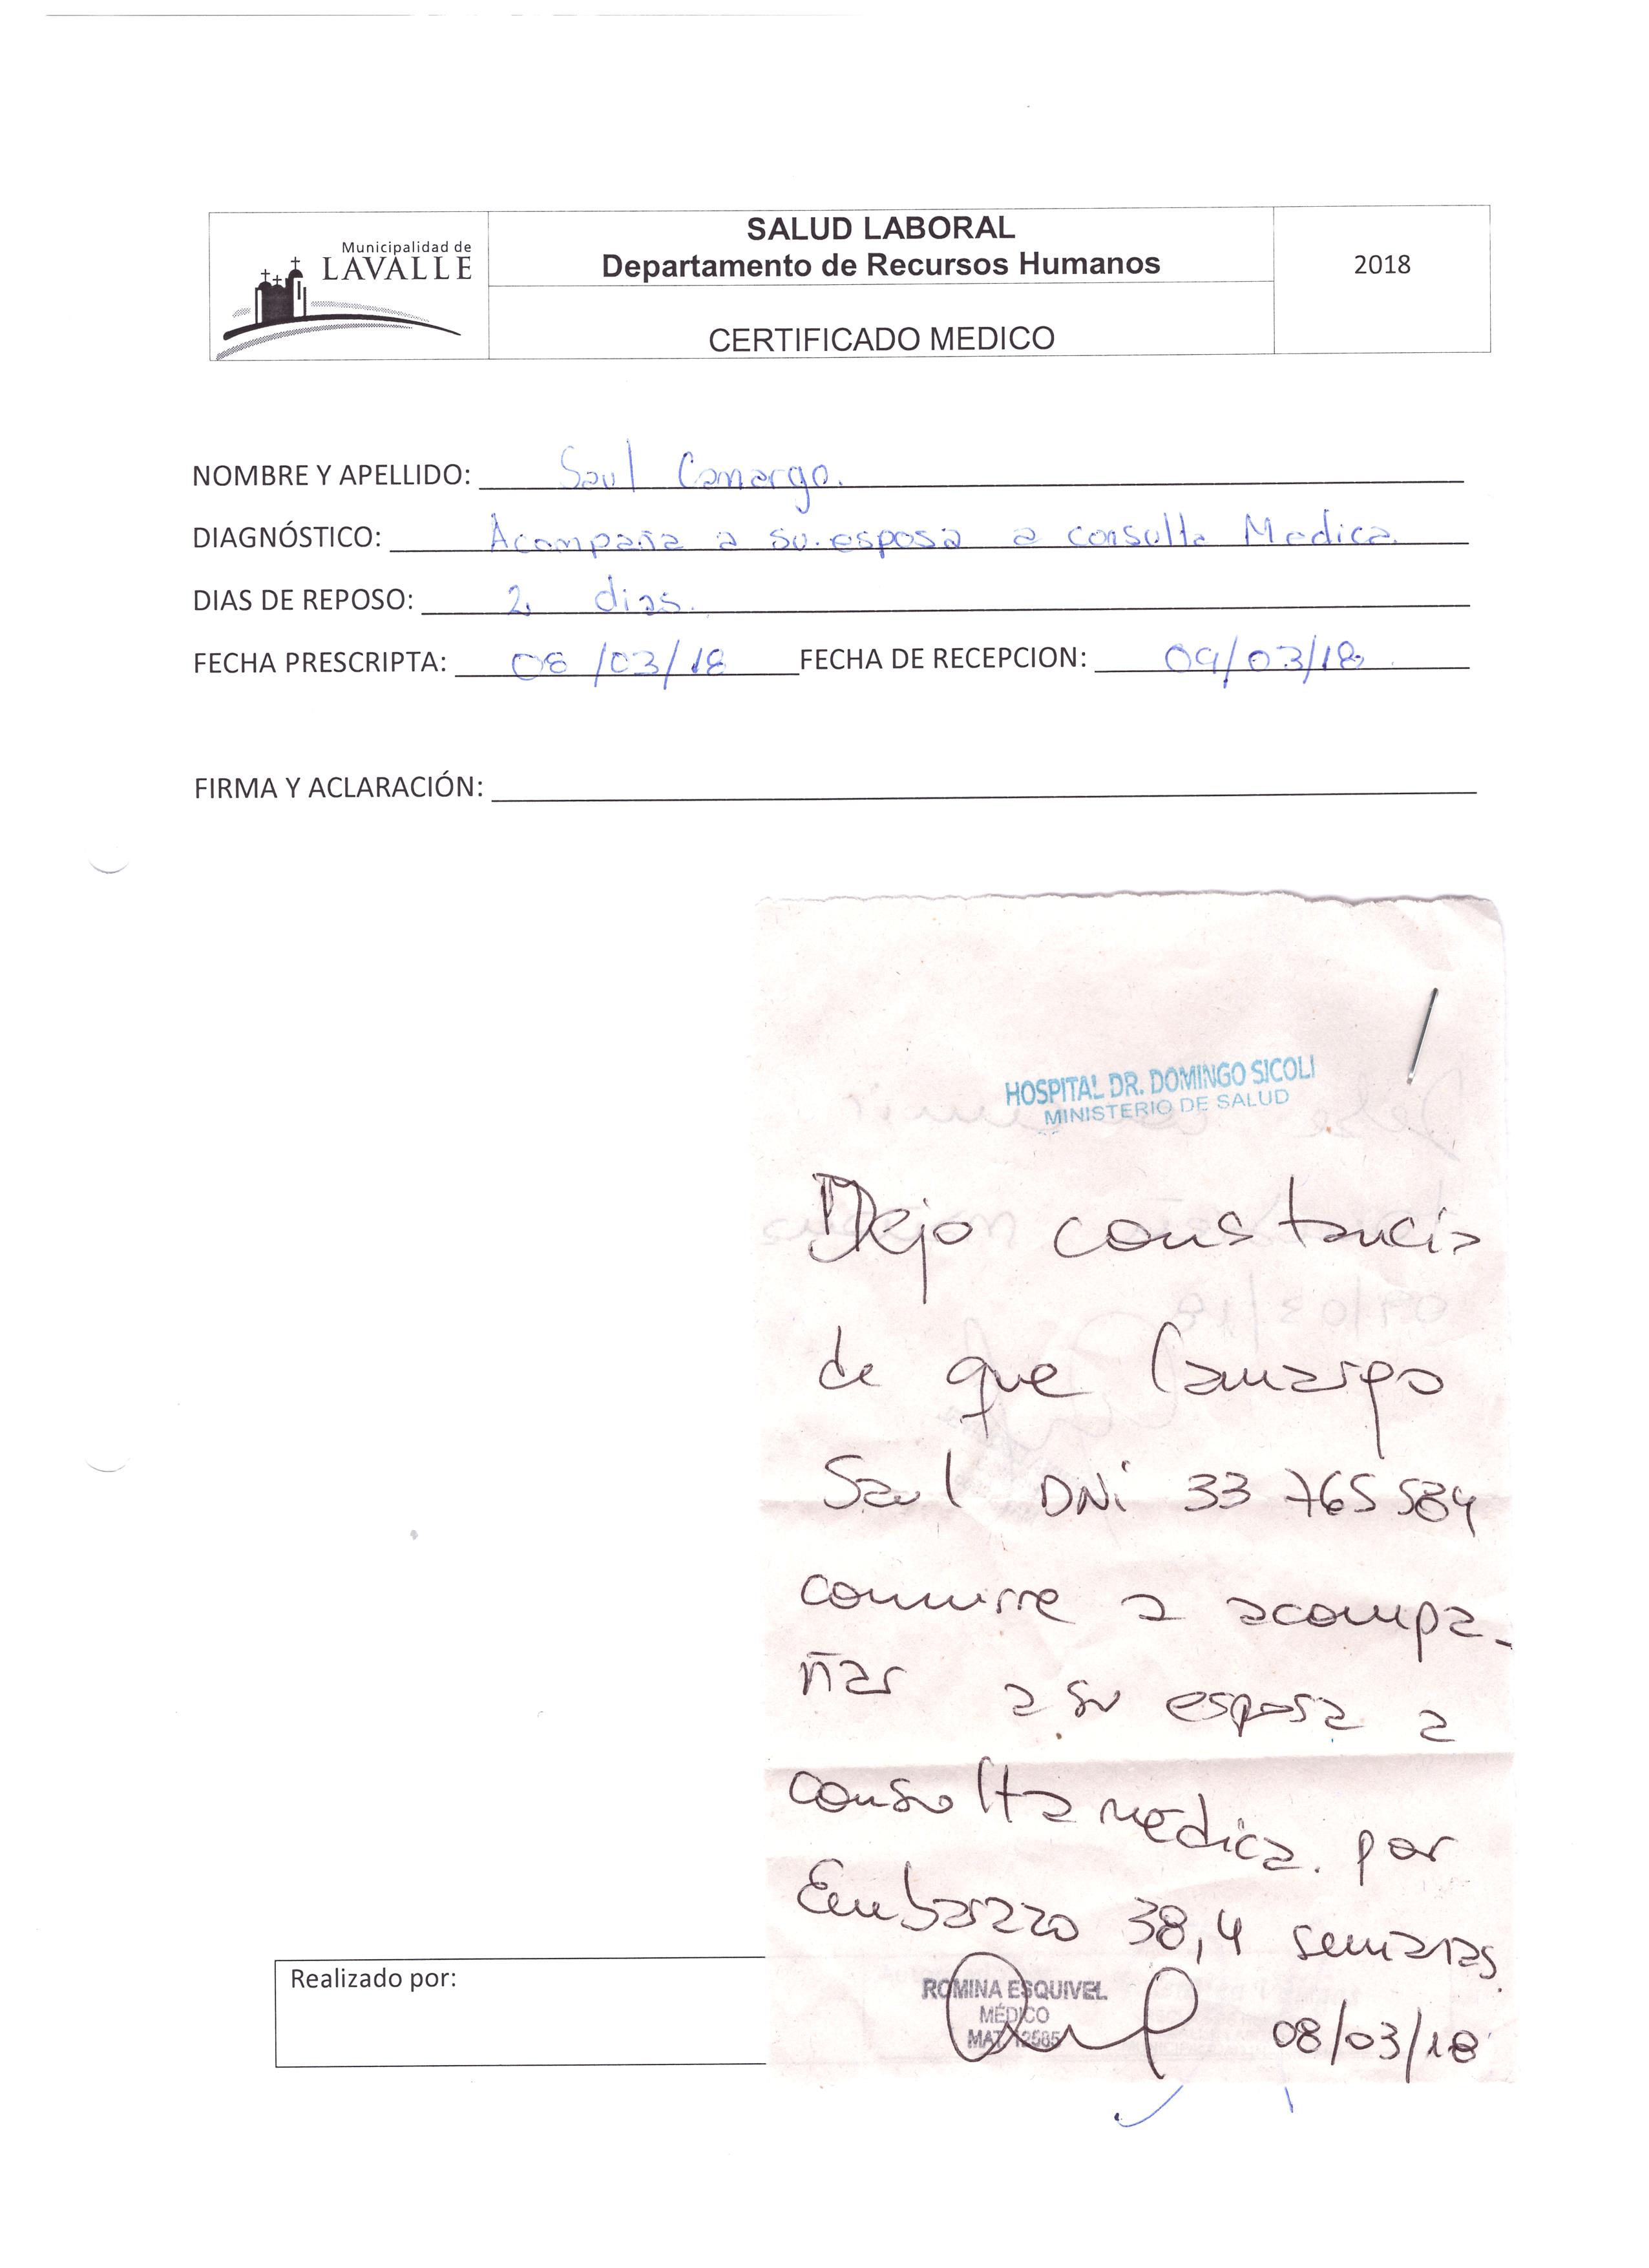 Municipalidad de
LAVALLE
SALUD LABORAL
Departamento de Recursos Humanos
CERTIFICADO MEDICO
2018
NOMBRE Y APELLIDO: Saul Camargo.
DIAGNÓSTICO: Acompaña a su esposa a consulta Medica.
DIAS DE REPOSO: 2 dias.
FECHA PRESCRIPTA: 08/03/18 FECHA DE RECEPCION: 09/03/18
FIRMA Y ACLARACIÓN:
HOSPITAL DR. DOMINGO SICOLI
MINISTERIO DE SALUD
Dejo constancia
de que Camargo
Saul DNi 33 765 584
concurre a acompa-
ñar a su esposa a
consulta medica. por
Embarazo 38,4 semanas.
Realizado por:
ROMINA ESQUIVEL
MÉDICO
MAT 12585
08/03/18